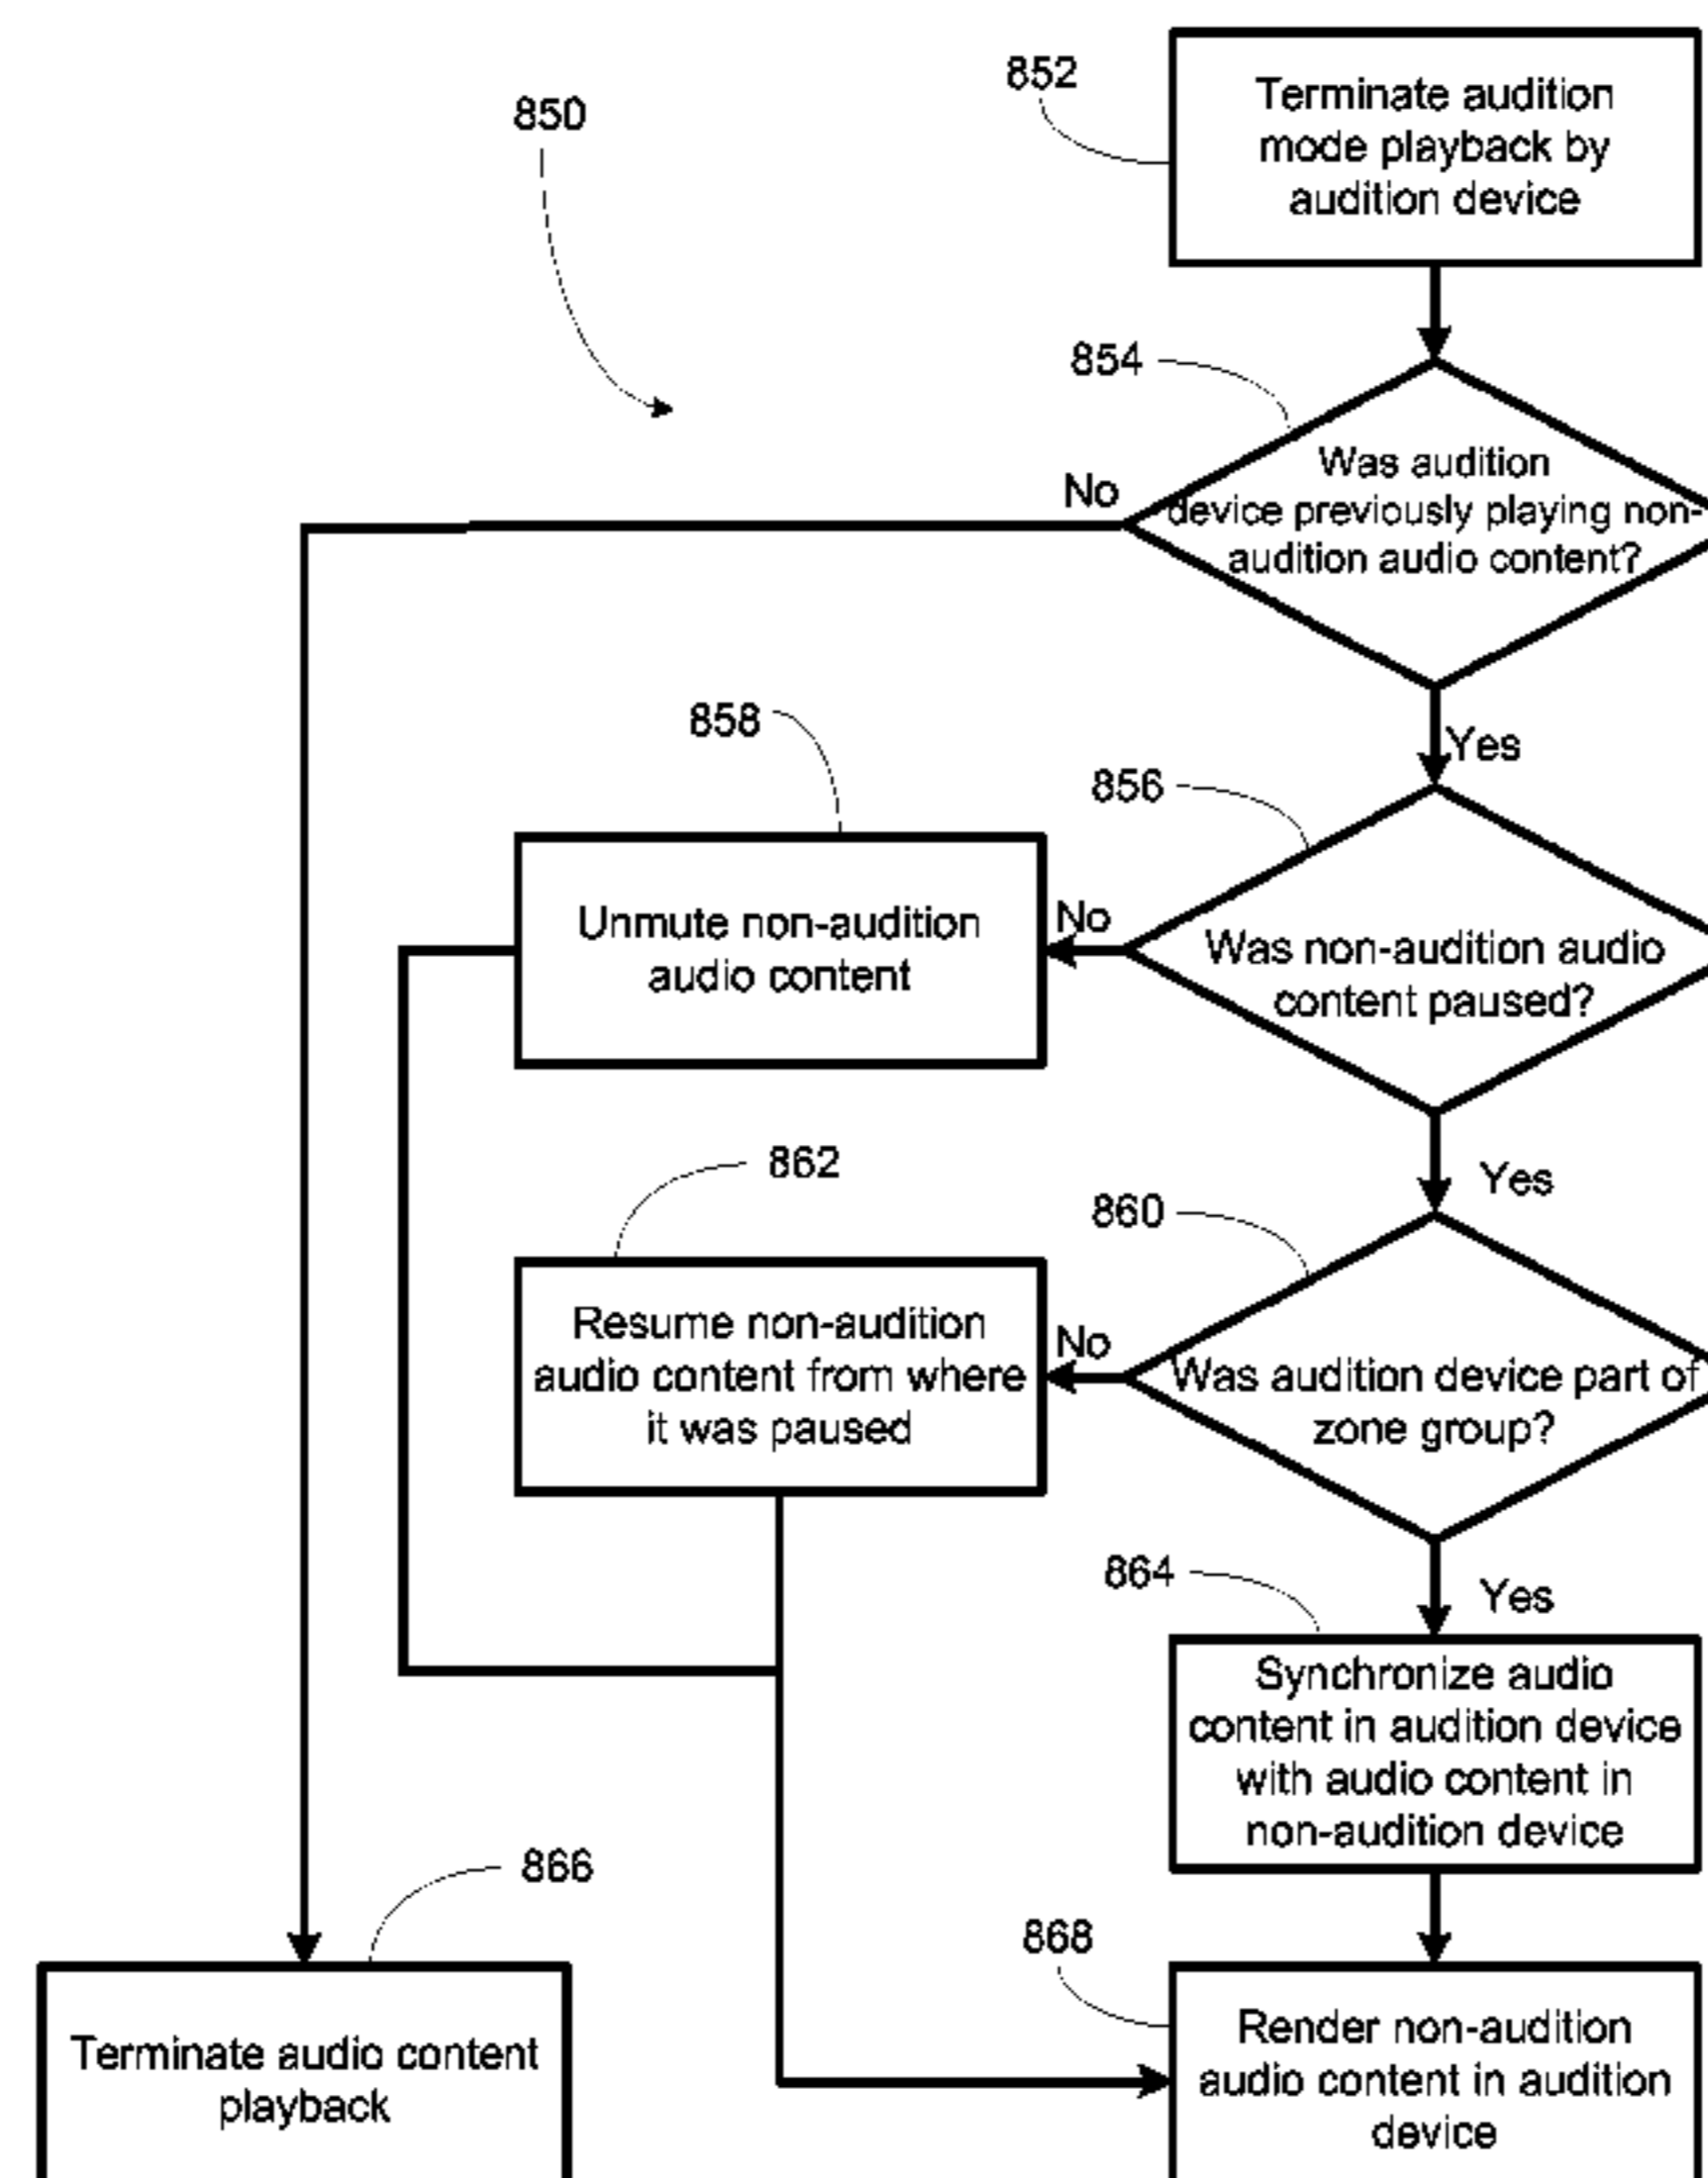 850
852
Terminate audition
mode playback by
audition device
854
No
Was audition
device previously playing non-
audition audio content?
Yes
858
856
Unmute non-audition
audio content
No
Was non-audition audio
content paused?
Yes
862
860
Resume non-audition
audio content from where
it was paused
No
Was audition device part of
zone group?
Yes
864
Synchronize audio
content in audition device
with audio content in
non-audition device
866
868
Terminate audio content
playback
Render non-audition
audio content in audition
device